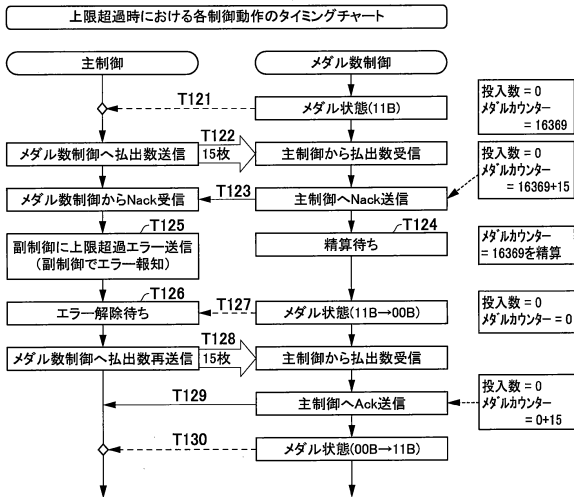 上限超過時における各制御動作のタイミングチャート
主制御
メダル数制御
T121
メダル状態(11B)
投入数 = 0
ﾒﾀﾞﾙカウンター
= 16369
T122
メダル数制御へ払出数送信
15枚
主制御から払出数受信
投入数 = 0
ﾒﾀﾞﾙカウンター
= 16369+15
メダル数制御からNack受信
T123
主制御へNack送信
T125
副制御に上限超過エラー送信
(副制御でエラー報知)
T124
精算待ち
ﾒﾀﾞﾙカウンター
= 16369を精算
T126
エラー解除待ち
T127
メダル状態(11B→00B)
投入数 = 0
ﾒﾀﾞﾙカウンター = 0
T128
メダル数制御へ払出数再送信
15枚
主制御から払出数受信
T129
主制御へAck送信
投入数 = 0
ﾒﾀﾞﾙカウンター
= 0+15
T130
メダル状態(00B→11B)